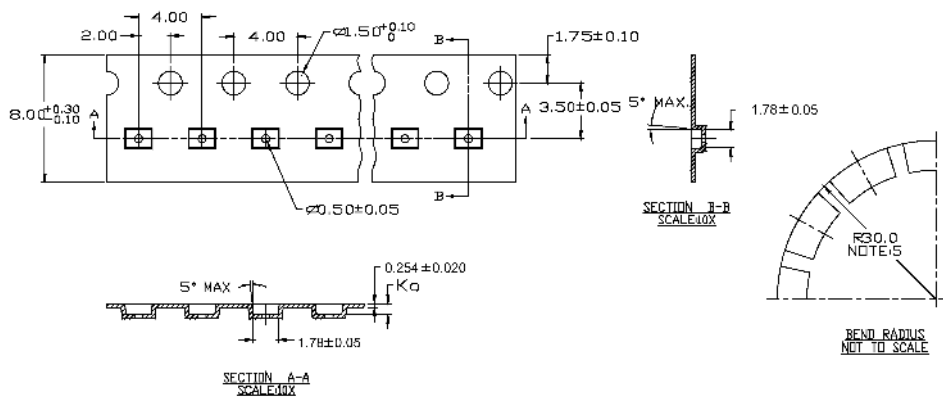 4.00
2.00
4.00
⌀1.50+0.10 0
B
1.75±0.10
8.00+0.30 -0.10
A
A
3.50±0.05
5° MAX.
1.78±0.05
B
⌀0.50±0.05
SECTION B-B
SCALE:10X
R30.0
NOTE:5
0.254±0.020
5° MAX
Ko
1.78±0.05
BEND RADIUS
NOT TO SCALE
SECTION A-A
SCALE:10X